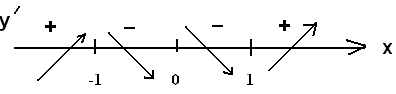 y′ + − − + x
-1 0 1